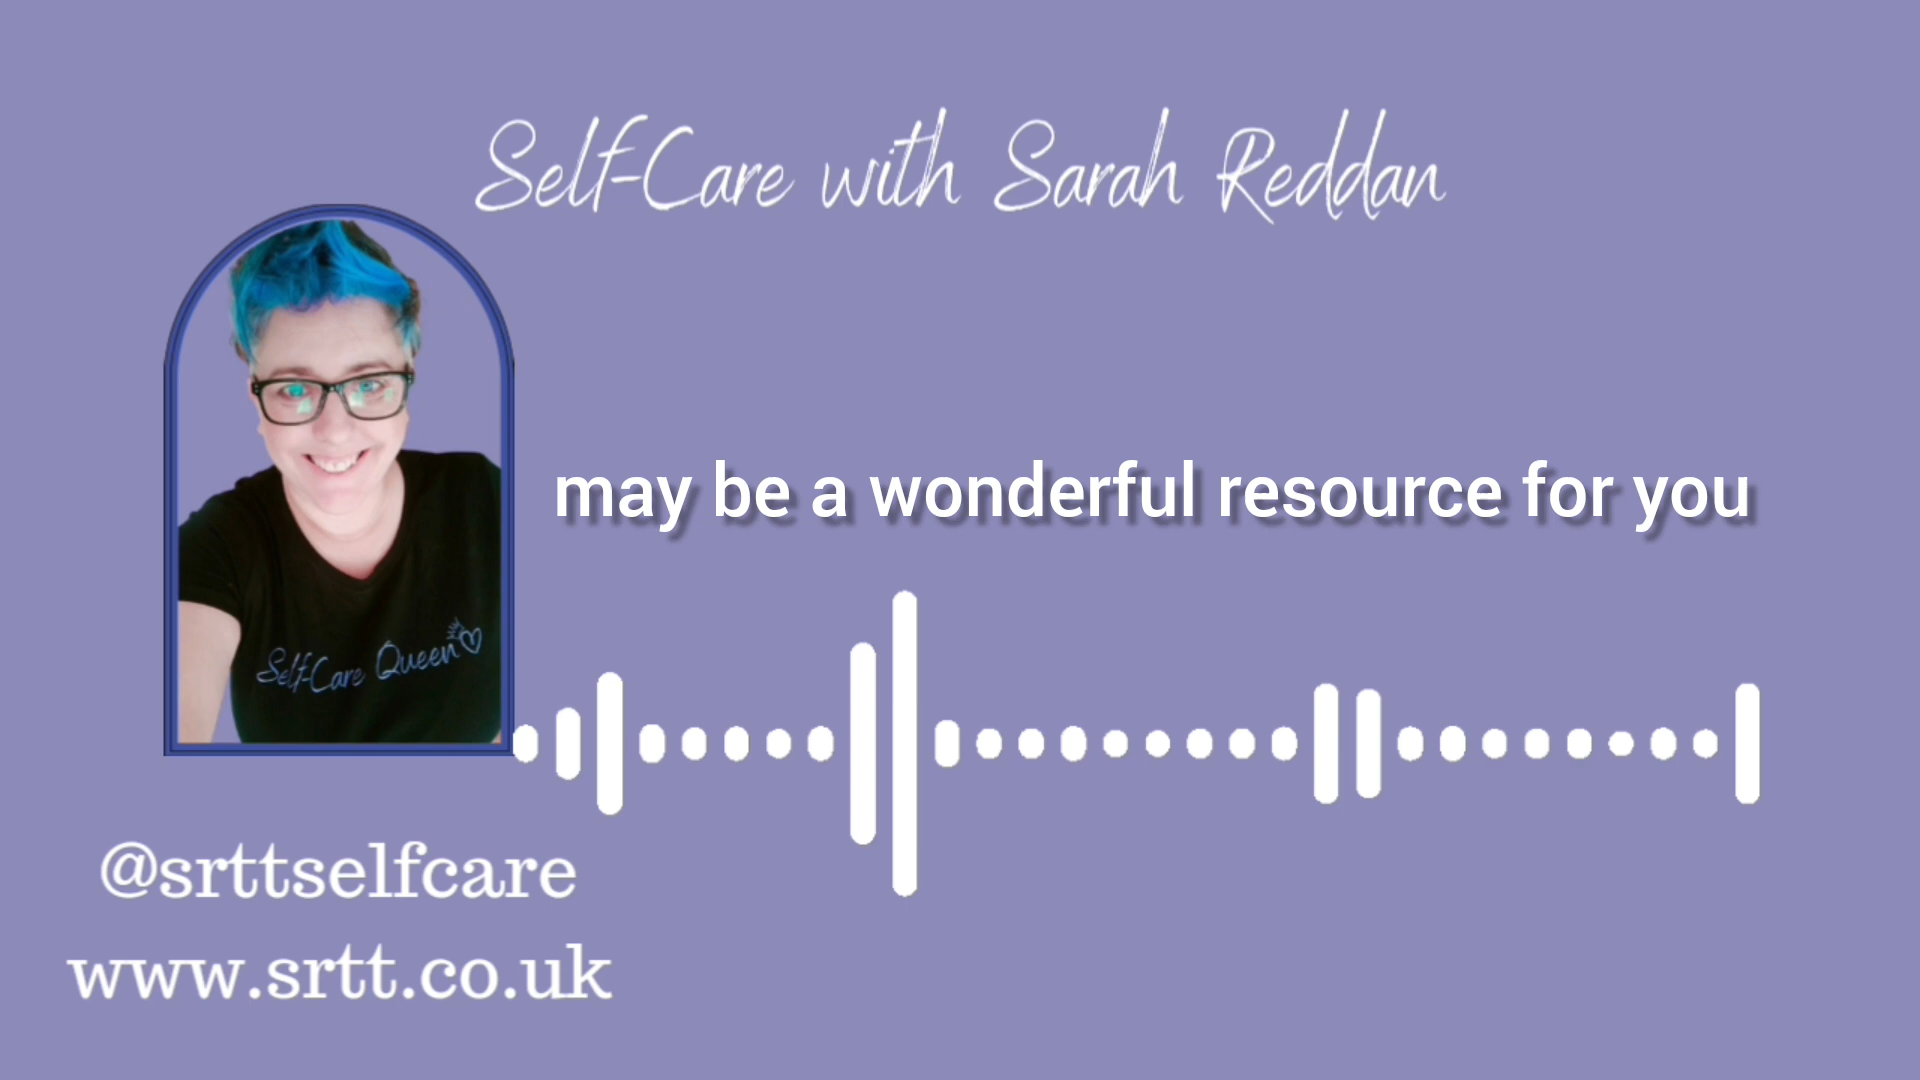 Self-Care with Sarah Reddan
may be a wonderful resource for you
Self-Care Queen
@srttselfcare
www.srtt.co.uk